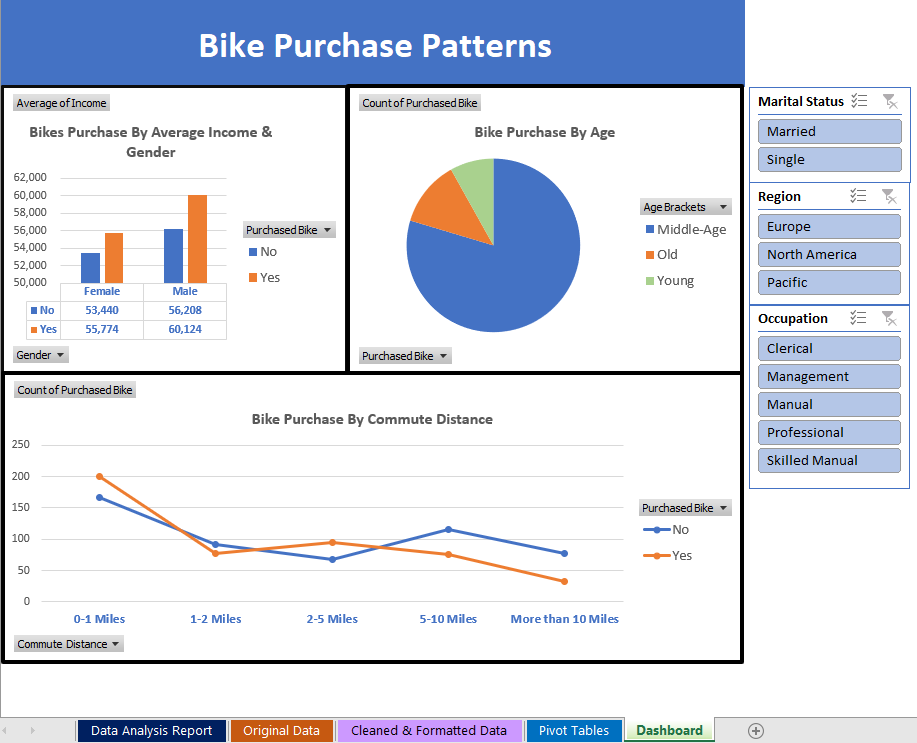 Bike Purchase Patterns
Average of Income
Bikes Purchase By Average Income &
Gender
62,000
60,000
58,000
56,000
54,000
52,000
50,000
Female Male
No 53,440 56,208
Yes 55,774 60,124
Purchased Bike
No
Yes
Gender
Count of Purchased Bike
Bike Purchase By Age
Age Brackets
Middle-Age
Old
Young
Purchased Bike
Marital Status
Married
Single
Region
Europe
North America
Pacific
Occupation
Clerical
Management
Manual
Professional
Skilled Manual
Count of Purchased Bike
Bike Purchase By Commute Distance
250
200
150
100
50
0
0-1 Miles 1-2 Miles 2-5 Miles 5-10 Miles More than 10 Miles
Purchased Bike
No
Yes
Commute Distance
Data Analysis Report Original Data Cleaned & Formatted Data Pivot Tables Dashboard